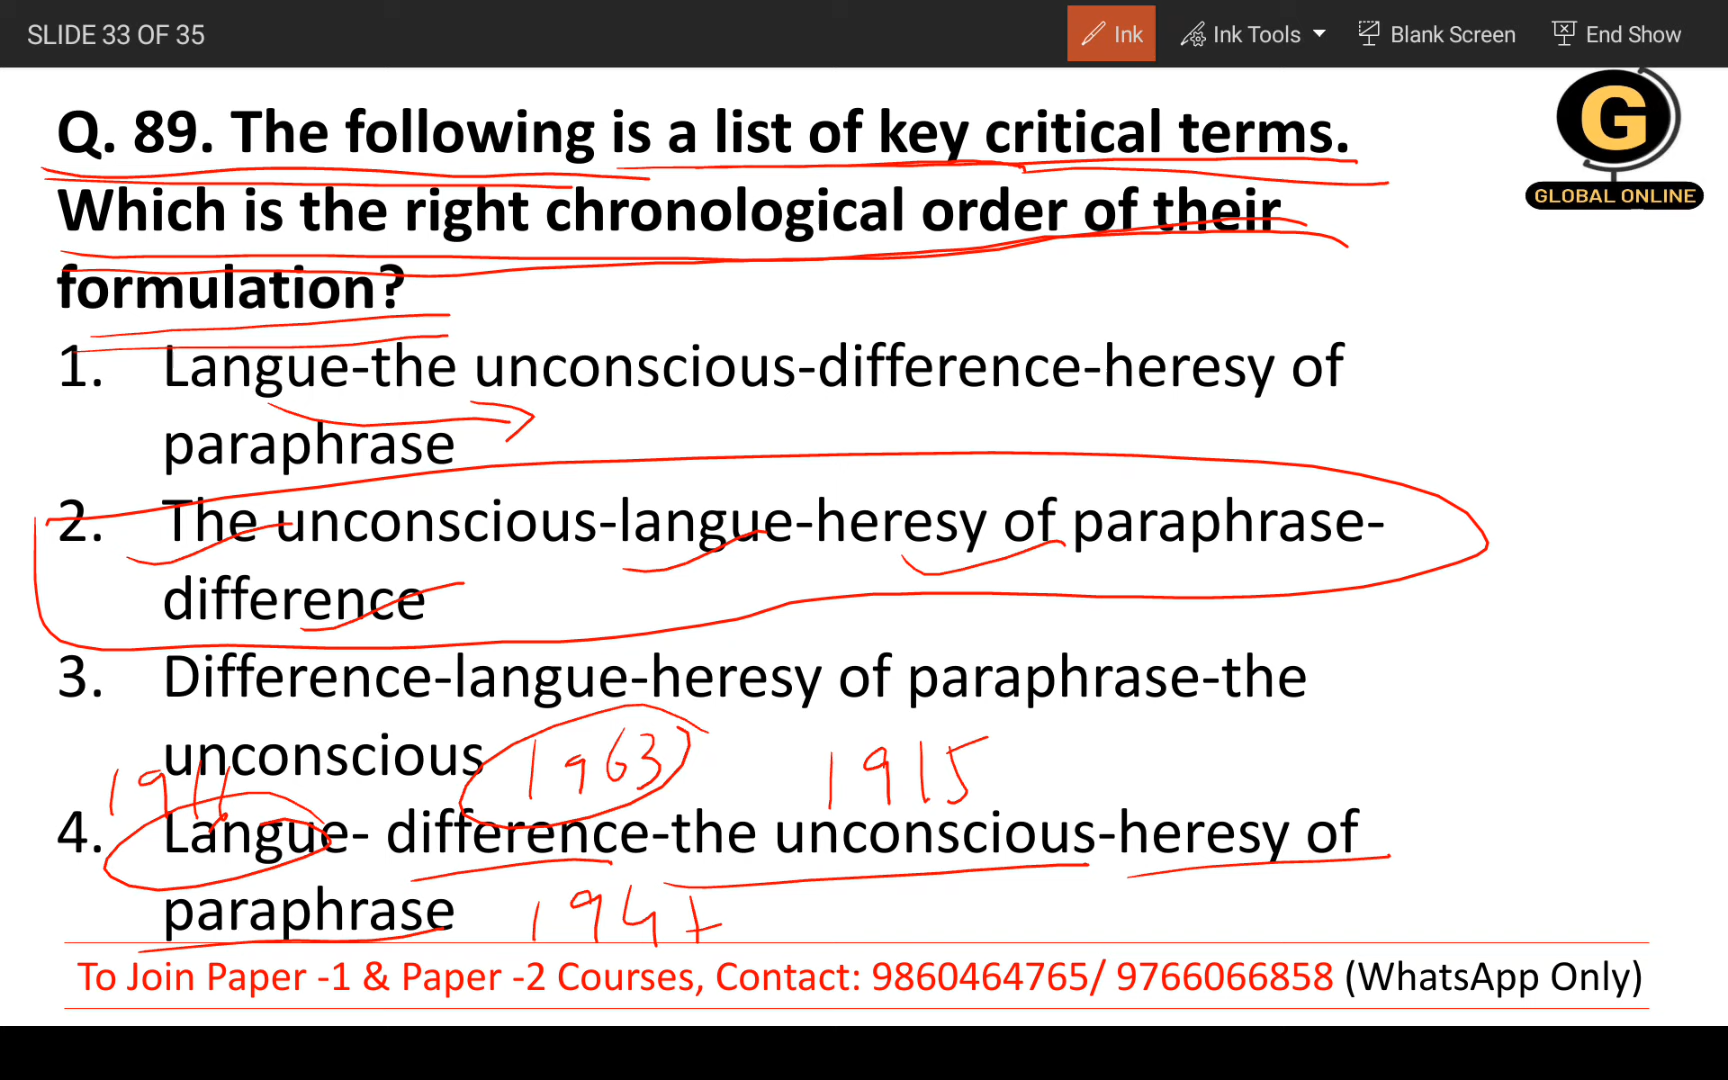 SLIDE 33 OF 35 Ink Ink Tools Blank Screen End Show
G
GLOBAL ONLINE
Q. 89. The following is a list of key critical terms.
Which is the right chronological order of their
formulation?
1. Langue-the unconscious-difference-heresy of
paraphrase
2. The unconscious-langue-heresy of paraphrase-
difference
3. Difference-langue-heresy of paraphrase-the
unconscious
1963 1915
1916
4. Langue- difference-the unconscious-heresy of
paraphrase 1947
To Join Paper -1 & Paper -2 Courses, Contact: 9860464765/ 9766066858 (WhatsApp Only)